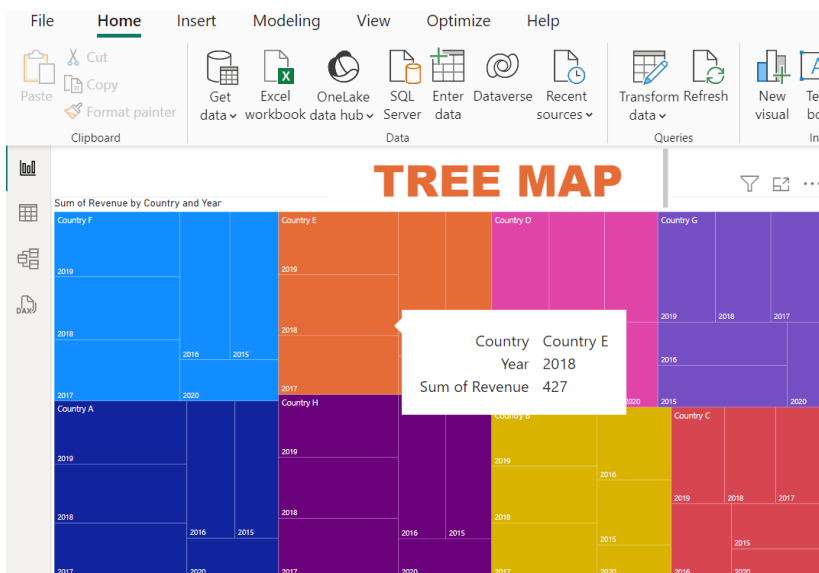 File Home Insert Modeling View Optimize Help
Cut
Copy
Format painter
Paste
Get data
Excel workbook
OneLake data hub
SQL Server
Enter data
Dataverse
Recent sources
Transform data
Refresh
New visual
Clipboard
Data
Queries
DAX
TREE MAP
Sum of Revenue by Country and Year
Country F
2019
2018
2017
2016
2015
2020
Country E
2019
2018
2017
Country D
2020
Country G
2019
2018
2017
2016
2015
2020
Country E
Country
Year 2018
Sum of Revenue 427
Country A
2019
2018
2017
2016
2015
2020
Country H
2019
2018
2017
2016
2015
2020
Country B
2019
2018
2017
2016
2015
2020
Country C
2019
2018
2017
2015
2016
2020